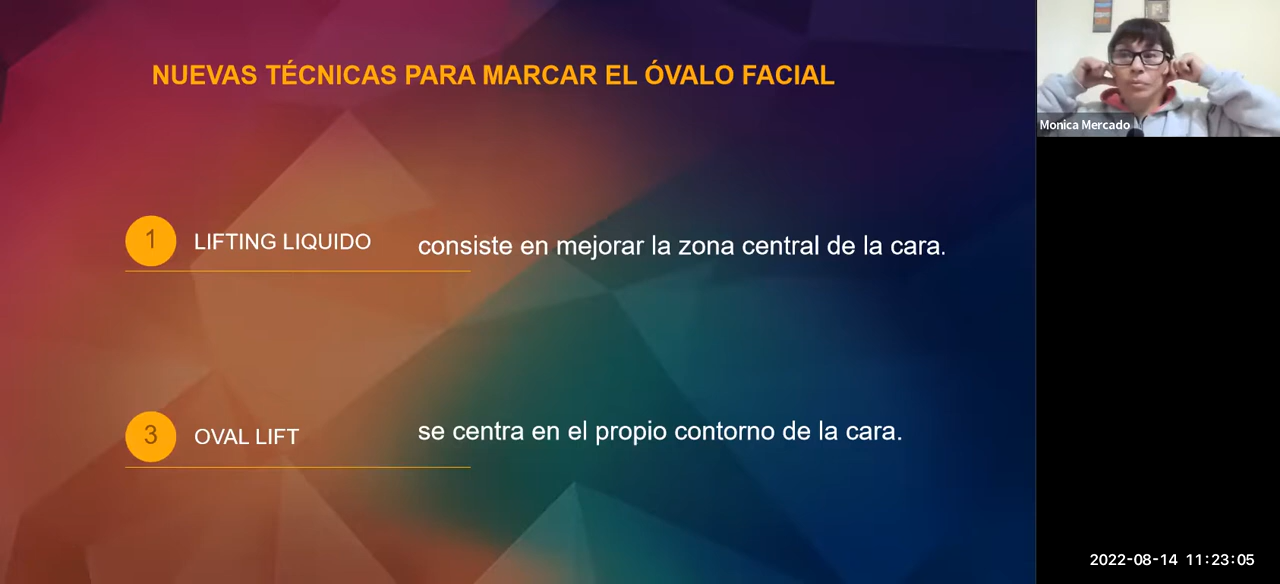 NUEVAS TÉCNICAS PARA MARCAR EL ÓVALO FACIAL
Monica Mercado
1 LIFTING LIQUIDO consiste en mejorar la zona central de la cara.
3 OVAL LIFT se centra en el propio contorno de la cara.
2022-08-14 11:23:05